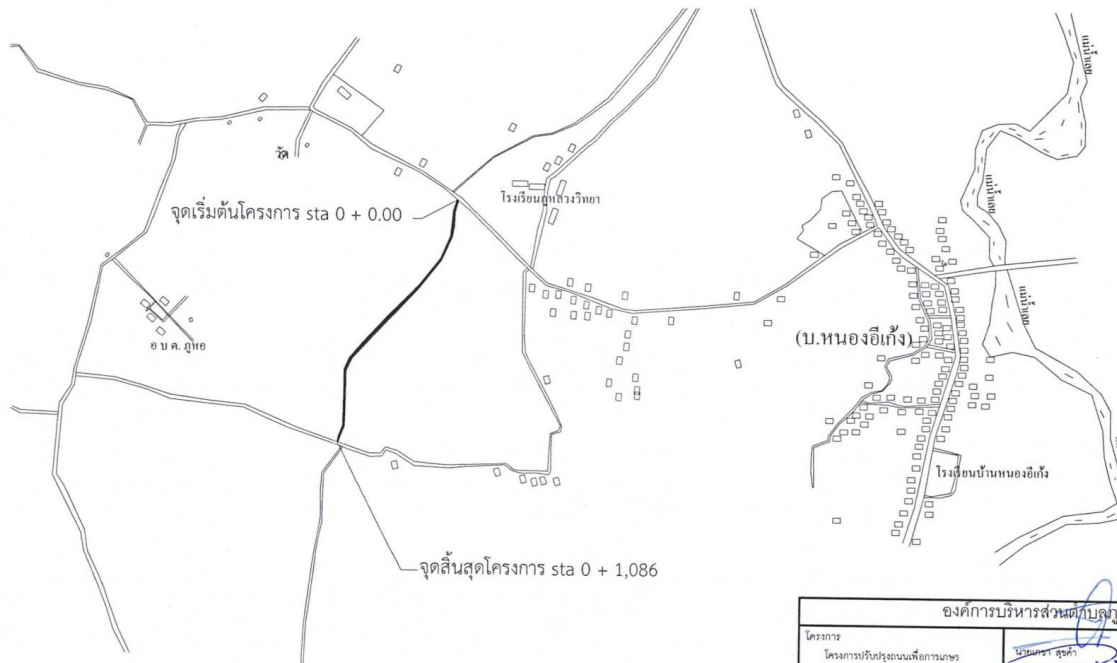 แม่น้ำเลย
วัด
โรงเรียนภูหลวงวิทยา
จุดเริ่มต้นโครงการ sta 0 + 0.00
แม่น้ำเลย
แม่น้ำเลย
(บ.หนองอีเก้ง)
อ บ ต. ภูหอ
โรงเรียนบ้านหนองอีเก้ง
จุดสิ้นสุดโครงการ sta 0 + 1,086
องค์การบริหารส่วนตำบลภู
โครงการ
โครงการปรับปรุงถนนเพื่อการเกษร